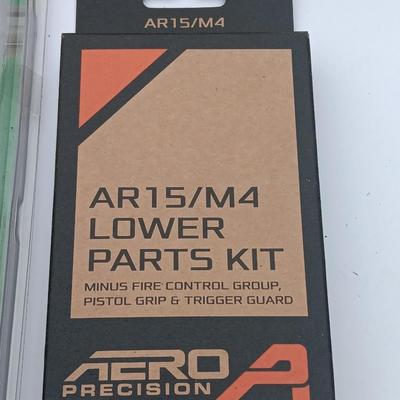 AR15/M4
AR15/M4
LOWER
PARTS KIT
MINUS FIRE CONTROL GROUP,
PISTOL GRIP & TRIGGER GUARD
AERO
PRECISION